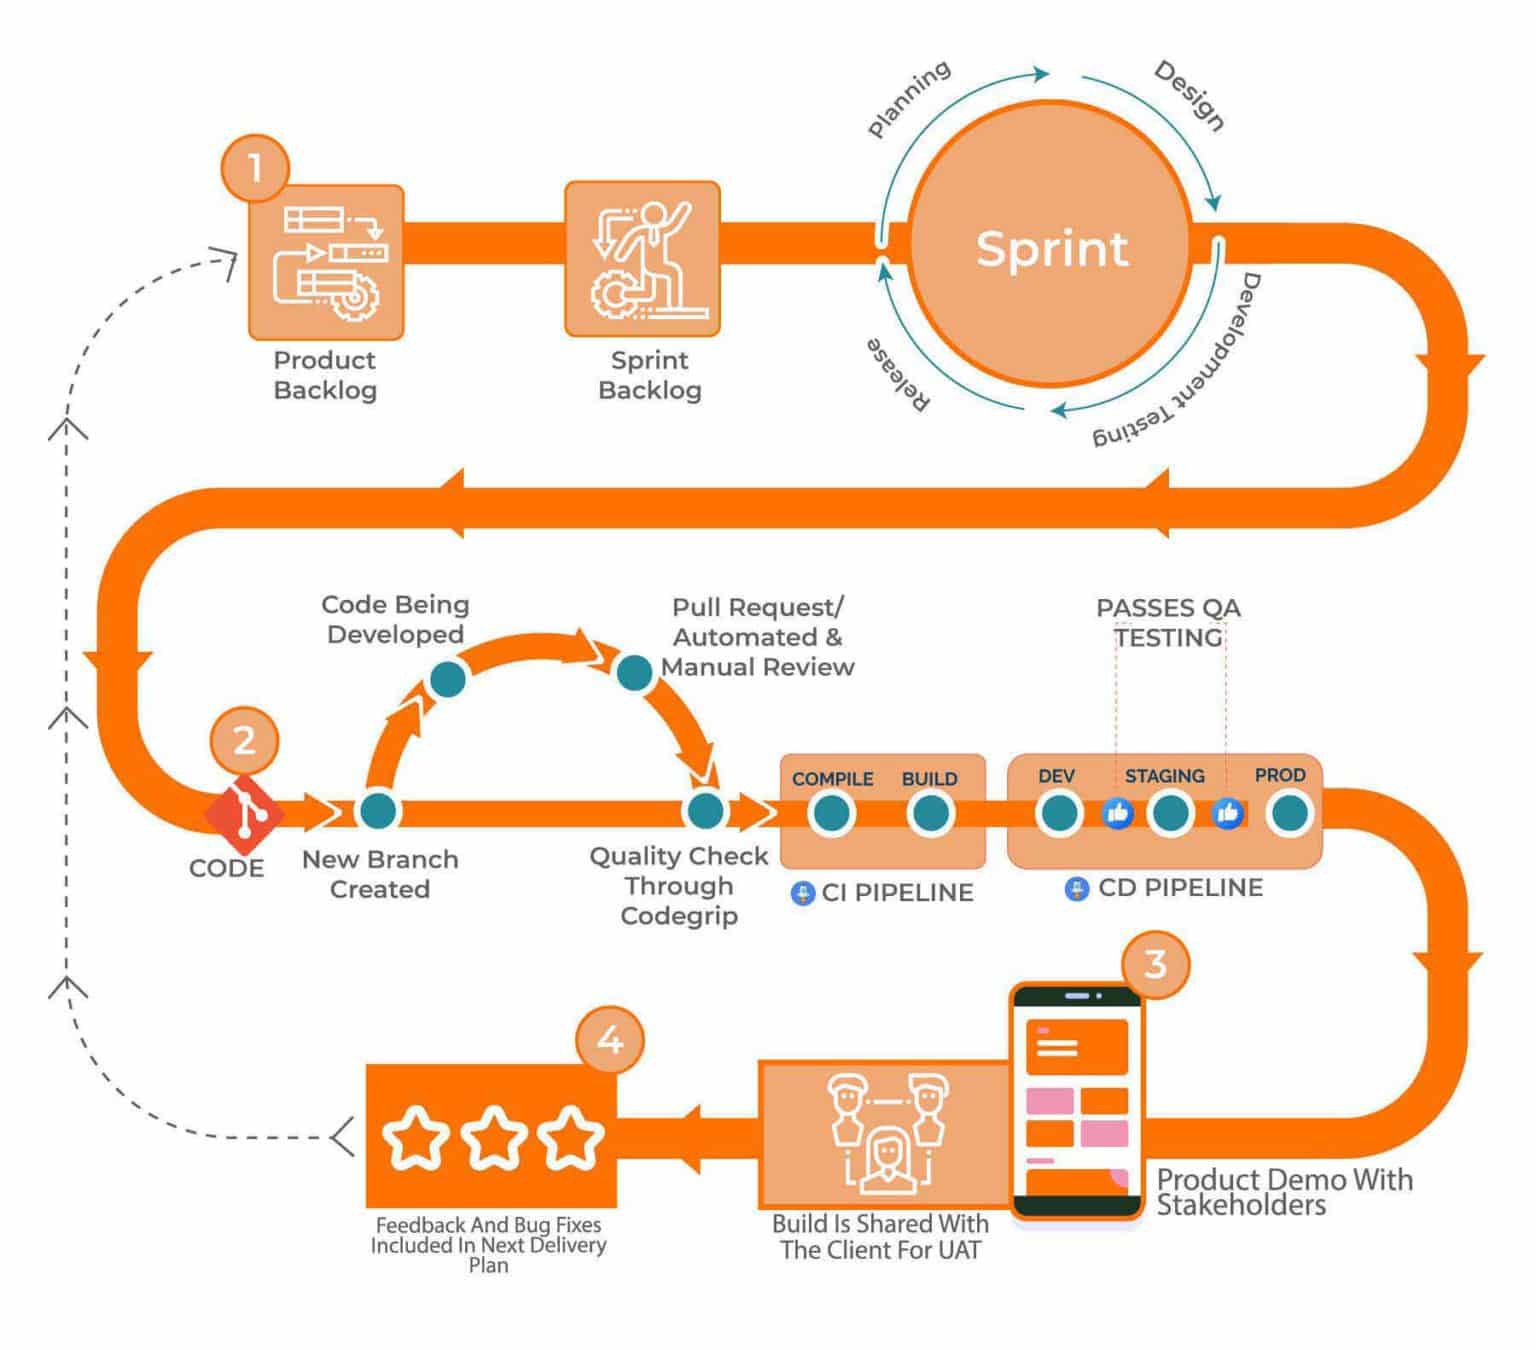 1
Product
Backlog
Sprint
Backlog
Planning
Design
Sprint
Development Testing
Release
Code Being
Developed
Pull Request/
Automated &
Manual Review
PASSES QA
TESTING
2
CODE
New Branch
Created
Quality Check
Through
Codegrip
COMPILE
BUILD
CI PIPELINE
DEV
STAGING
PROD
CD PIPELINE
3
Product Demo With
Stakeholders
Build Is Shared With
The Client For UAT
4
Feedback And Bug Fixes
Included In Next Delivery
Plan